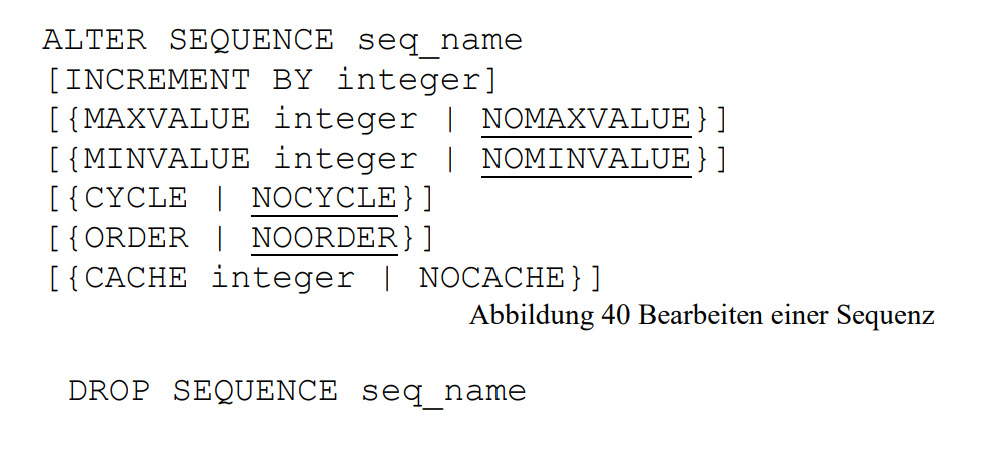 ALTER SEQUENCE seq_name
[INCREMENT BY integer]
[{MAXVALUE integer | NOMAXVALUE}]
[{MINVALUE integer | NOMINVALUE}]
[{CYCLE | NOCYCLE}]
[{ORDER | NOORDER}]
[{CACHE integer | NOCACHE}]
Abbildung 40 Bearbeiten einer Sequenz
DROP SEQUENCE seq_name